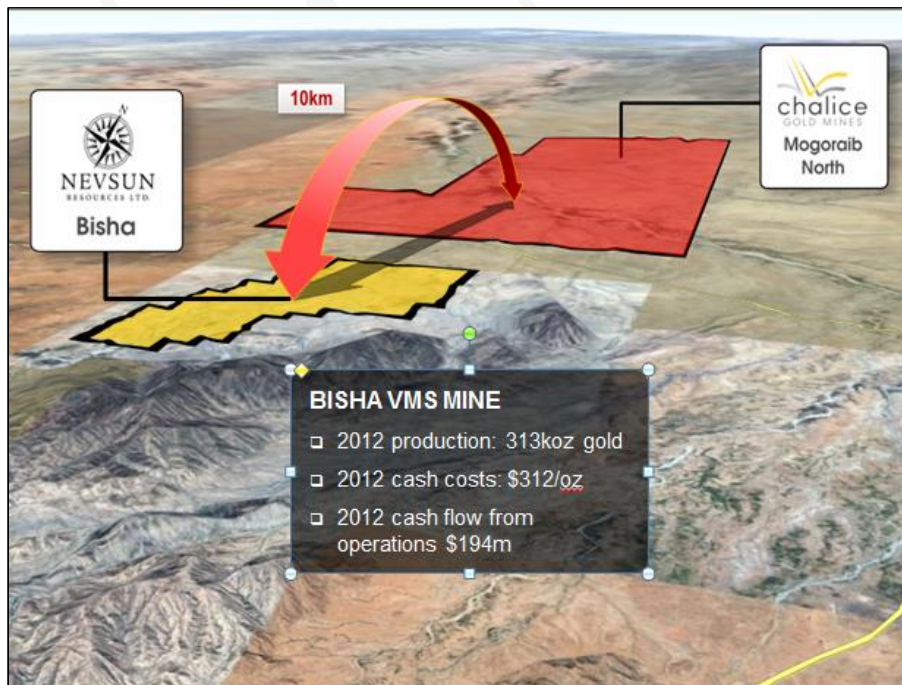 10km
N
NEVSUN
RESOURCES LTD.
Bisha
chalice
GOLD MINES
Mogoraib
North
BISHA VMS MINE
2012 production: 313koz gold
2012 cash costs: $312/oz
2012 cash flow from
operations $194m